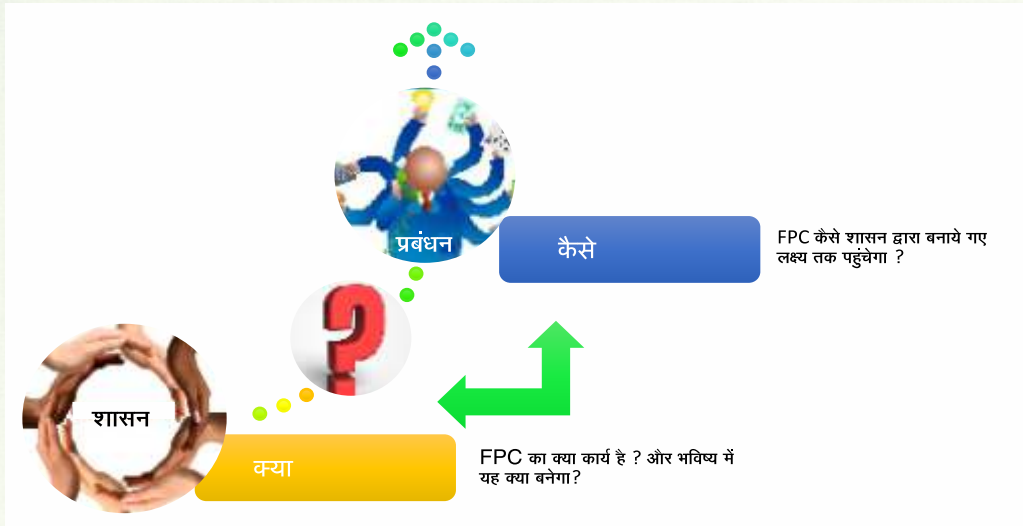 प्रबंधन
कैसे
FPC कैसे शासन द्वारा बनाये गए
लक्ष्य तक पहुंचेगा ?
शासन
क्या
FPC का क्या कार्य है ? और भविष्य में
यह क्या बनेगा?